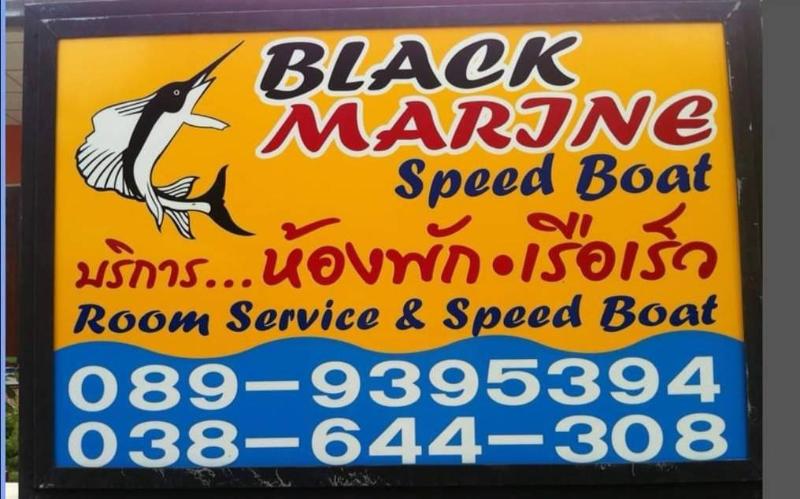 BLACK
MARINE
Speed Boat
บริการ...ห้องพัก•เรือเร็ว
Room Service & Speed Boat
089-9395394
038-644-308